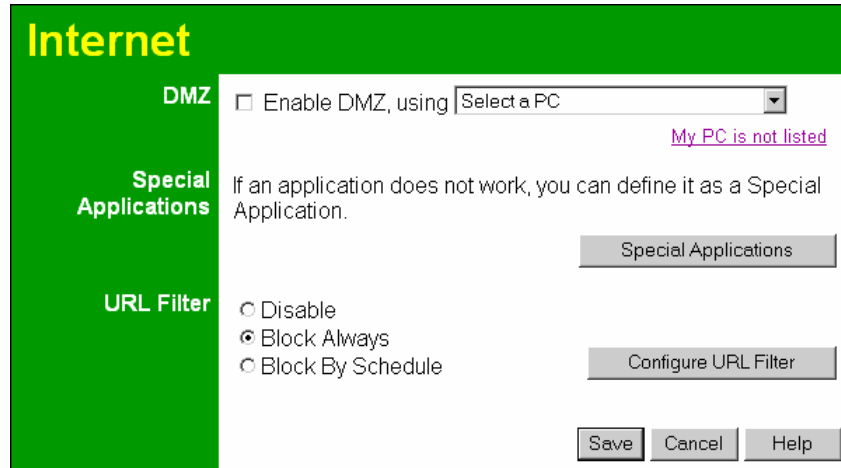 Internet
DMZ
Enable DMZ, using Select a PC
My PC is not listed
Special
Applications
If an application does not work, you can define it as a Special
Application.
Special Applications
URL Filter
Disable
Block Always
Block By Schedule
Configure URL Filter
Save Cancel Help